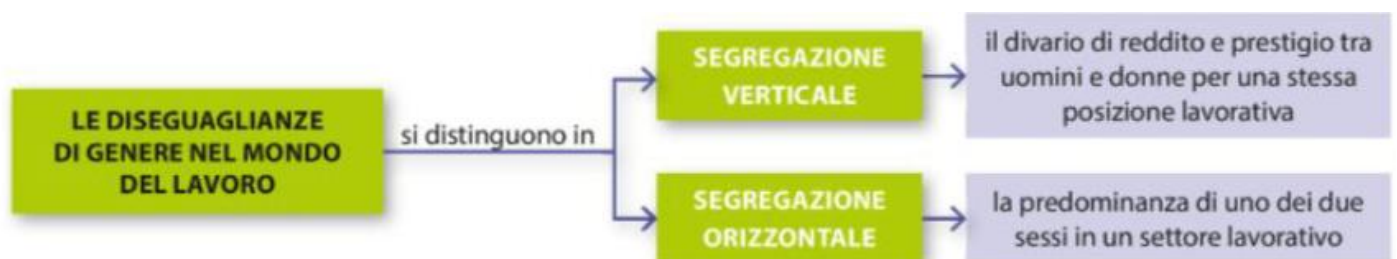 LE DISEGUAGLIANZE
DI GENERE NEL MONDO
DEL LAVORO
si distinguono in
SEGREGAZIONE
VERTICALE
il divario di reddito e prestigio tra
uomini e donne per una stessa
posizione lavorativa
SEGREGAZIONE
ORIZZONTALE
la predominanza di uno dei due
sessi in un settore lavorativo